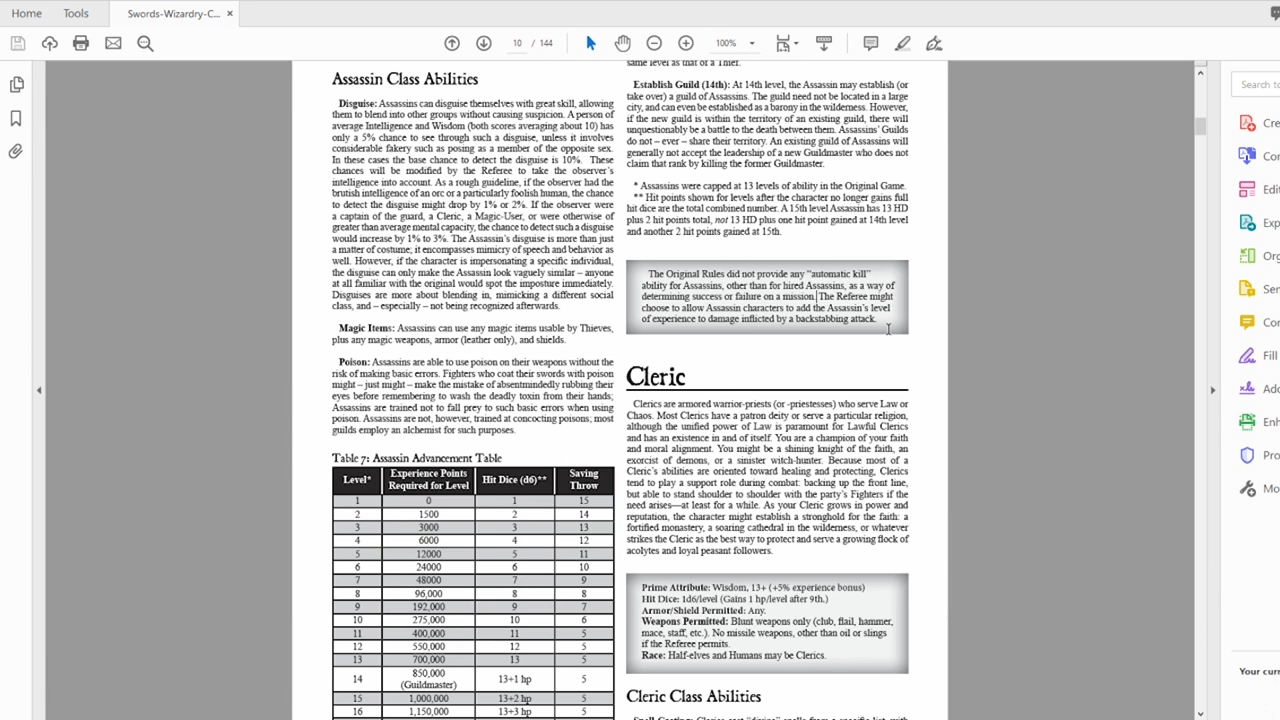 Home
Tools
Swords-Wizardry-C...
10 / 144
100%
Assassin Class Abilities
Disguise: Assassins can disguise themselves with great skill, allowing
them to blend into other groups without causing suspicion. A person of
average Intelligence and Wisdom (both scores averaging about 10) has
only a 5% chance to see through such a disguise, unless it involves
considerable fakery such as posing as a member of the opposite sex.
In these cases the base chance to detect the disguise is 10%. These
chances will be modified by the Referee to take the observer's
intelligence into account. As a rough guideline, if the observer had the
brutish intelligence of an orc or a particularly foolish human, the chance
to detect the disguise might drop by 1% or 2%. If the observer were
a captain of the guard, a Cleric, a Magic-User, or were otherwise of
greater than average mental capacity, the chance to detect such a disguise
would increase by 1% to 3%. The Assassin's disguise is more than just
a matter of costume; it encompasses mimicry of speech and behavior as
well. However, if the character is impersonating a specific individual,
the disguise can only make the Assassin look vaguely similar – anyone
at all familiar with the original would spot the imposture immediately.
Disguises are more about blending in, mimicking a different social
class, and – especially – not being recognized afterwards.
Magic Items: Assassins can use any magic items usable by Thieves,
plus any magic weapons, armor (leather only), and shields.
Poison: Assassins are able to use poison on their weapons without the
risk of making basic errors. Fighters who coat their swords with poison
might – just might – make the mistake of absentmindedly rubbing their
eyes before remembering to wash the deadly toxin from their hands;
Assassins are trained not to fall prey to such basic errors when using
poison. Assassins are not, however, trained at concocting poisons; most
guilds employ an alchemist for such purposes.
Table 7: Assassin Advancement Table
Level* Experience Points Required for Level Hit Dice (d6)** Saving Throw
1 0 1 15
2 1500 2 14
3 3000 3 13
4 6000 4 12
5 12000 5 11
6 24000 6 10
7 48000 7 9
8 96,000 8 8
9 192,000 9 7
10 275,000 10 6
11 400,000 11 5
12 550,000 12 5
13 700,000 13 5
14 850,000 (Guildmaster) 13+1 hp 5
15 1,000,000 13+2 hp 5
16 1,150,000 13+3 hp 5
same level as that of a Thief.
Establish Guild (14th): At 14th level, the Assassin may establish (or
take over) a guild of Assassins. The guild need not be located in a large
city, and can even be established as a barony in the wilderness. However,
if the new guild is within the territory of an existing guild, there will
unquestionably be a battle to the death between them. Assassins' Guilds
do not – ever – share their territory. An existing guild of Assassins will
generally not accept the leadership of a new Guildmaster who does not
claim that rank by killing the former Guildmaster.
* Assassins were capped at 13 levels of ability in the Original Game.
** Hit points shown for levels after the character no longer gains full
hit dice are the total combined number. A 15th level Assassin has 13 HD
plus 2 hit points total, not 13 HD plus one hit point gained at 14th level
and another 2 hit points gained at 15th.
The Original Rules did not provide any “automatic kill”
ability for Assassins, other than for hired Assassins, as a way of
determining success or failure on a mission. The Referee might
choose to allow Assassin characters to add the Assassin's level
of experience to damage inflicted by a backstabbing attack.
Cleric
Clerics are armored warrior-priests (or -priestesses) who serve Law or
Chaos. Most Clerics have a patron deity or serve a particular religion,
although the unified power of Law is paramount for Lawful Clerics
and has an existence in and of itself. You are a champion of your faith
and moral alignment. You might be a shining knight of the faith, an
exorcist of demons, or a sinister witch-hunter. Because most of a
Cleric's abilities are oriented toward healing and protecting, Clerics
tend to play a support role during combat: backing up the front line,
but able to stand shoulder to shoulder with the party's Fighters if the
need arises—at least for a while. As your Cleric grows in power and
reputation, the character might establish a stronghold for the faith: a
fortified monastery, a soaring cathedral in the wilderness, or whatever
strikes the Cleric as the best way to protect and serve a growing flock of
acolytes and loyal peasant followers.
Prime Attribute: Wisdom, 13+ (+5% experience bonus)
Hit Dice: 1d6/level (Gains 1 hp/level after 9th.)
Armor/Shield Permitted: Any.
Weapons Permitted: Blunt weapons only (club, flail, hammer,
mace, staff, etc.). No missile weapons, other than oil or slings
if the Referee permits.
Race: Half-elves and Humans may be Clerics.
Cleric Class Abilities
Search to
Cre
Con
Edit
Exp
Org
Sen
Con
Fill
Add
Enh
Pro
Mo
Your curr